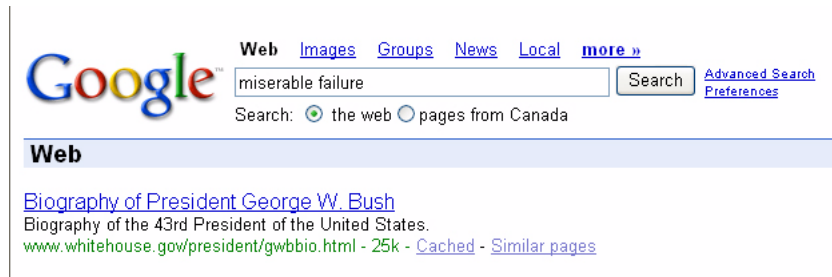 Web Images Groups News Local more »
Google™
miserable failure Search Advanced Search
Preferences
Search: the web pages from Canada
Web
Biography of President George W. Bush
Biography of the 43rd President of the United States.
www.whitehouse.gov/president/gwbbio.html - 25k - Cached - Similar pages